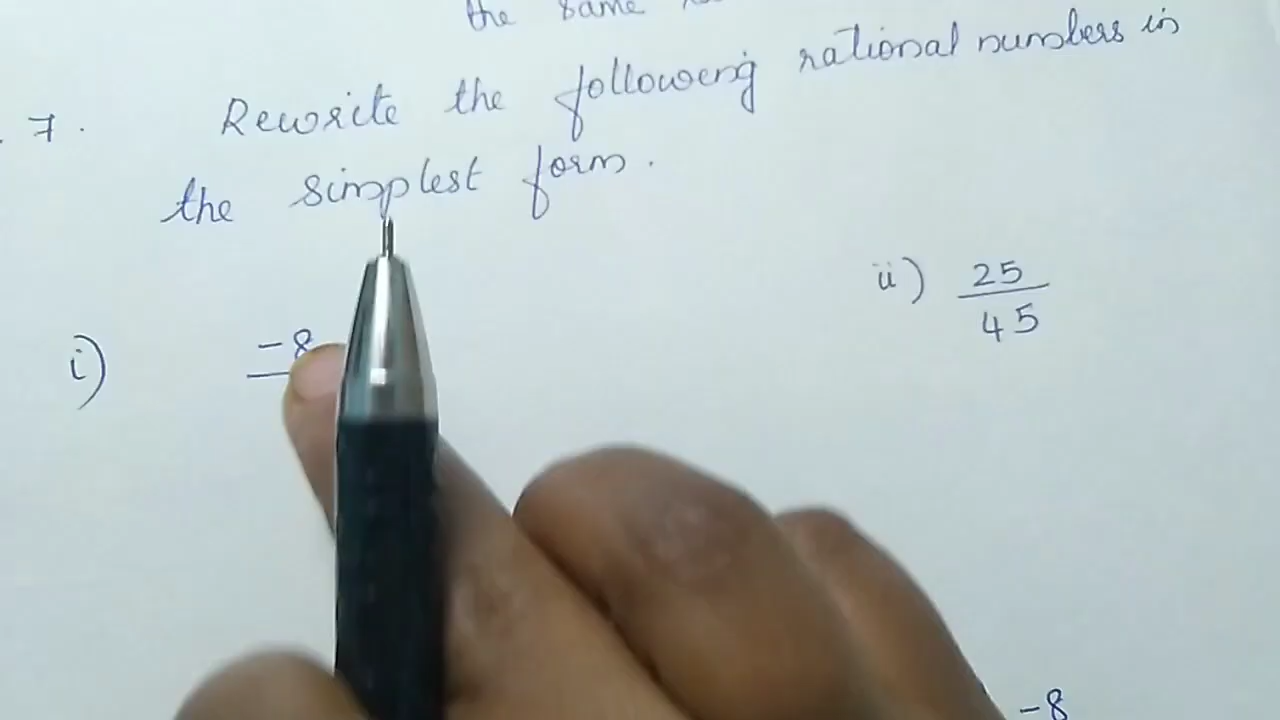 the same
7. Rewrite the following rational numbers in
the simplest form.
i) -8
ii) 25/45
-8